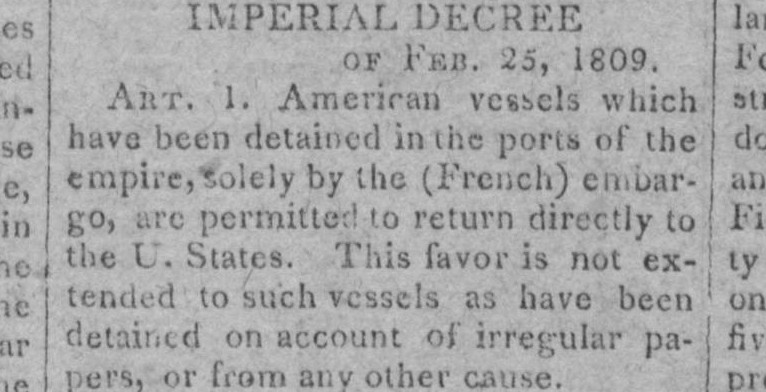 IMPERIAL DECREE
OF FEB. 25, 1809.
ART. 1. American vessels which
have been detained in the ports of the
empire, solely by the (French) embar-
go, are permitted to return directly to
the U. States. This favor is not ex-
tended to such vessels as have been
detained on account of irregular pa-
pers, or from any other cause.